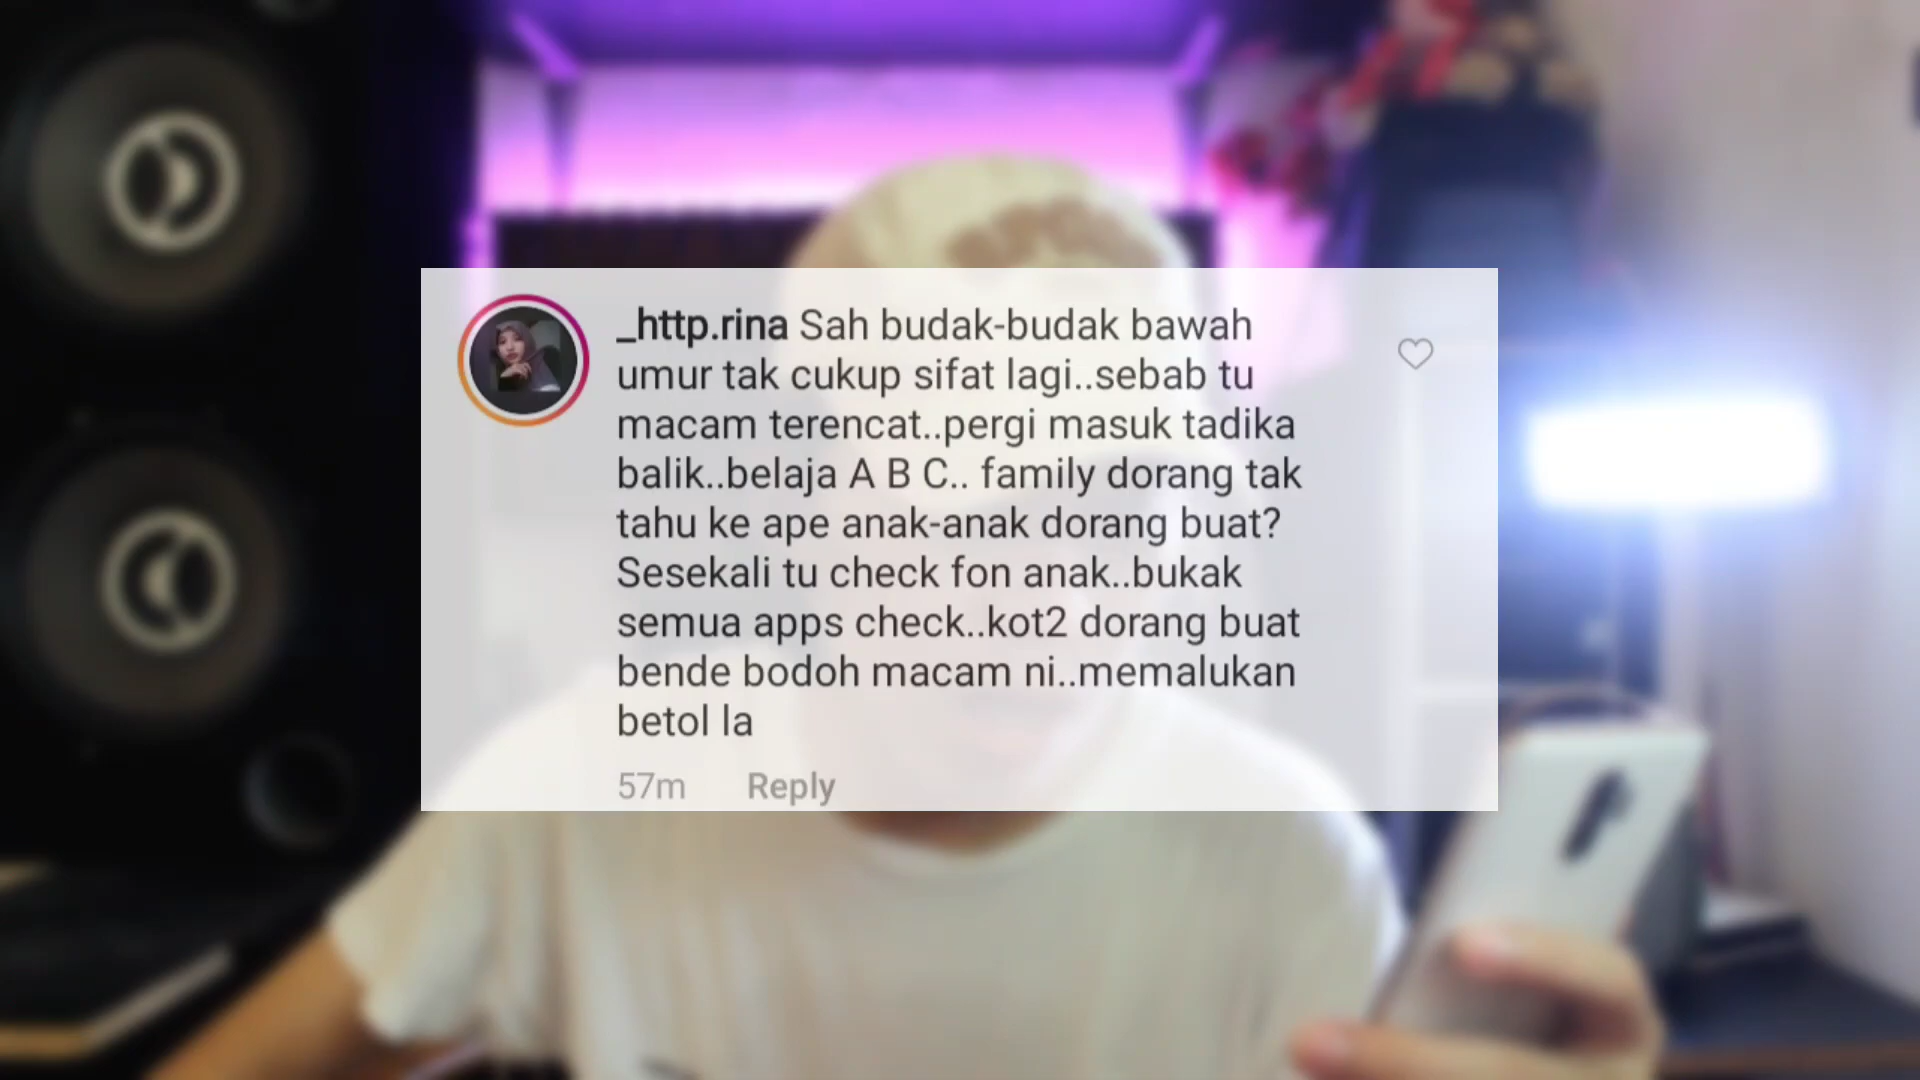 _http.rina Sah budak-budak bawah
umur tak cukup sifat lagi..sebab tu
macam terencat..pergi masuk tadika
balik..belaja A B C.. family dorang tak
tahu ke ape anak-anak dorang buat?
Sesekali tu check fon anak..bukak
semua apps check..kot2 dorang buat
bende bodoh macam ni..memalukan
betol la
57m Reply